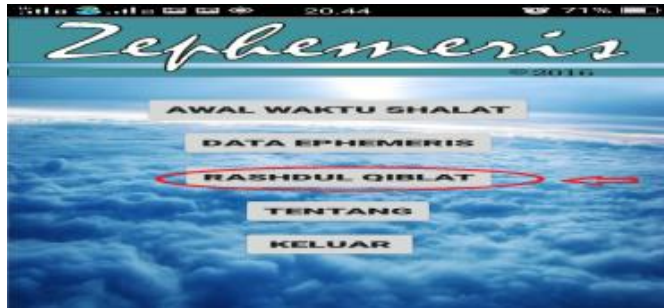 20.44 71%
Zephemeris
© 2016
AWAL WAKTU SHALAT
DATA EPHEMERIS
RASHDUL QIBLAT
TENTANG
KELUAR